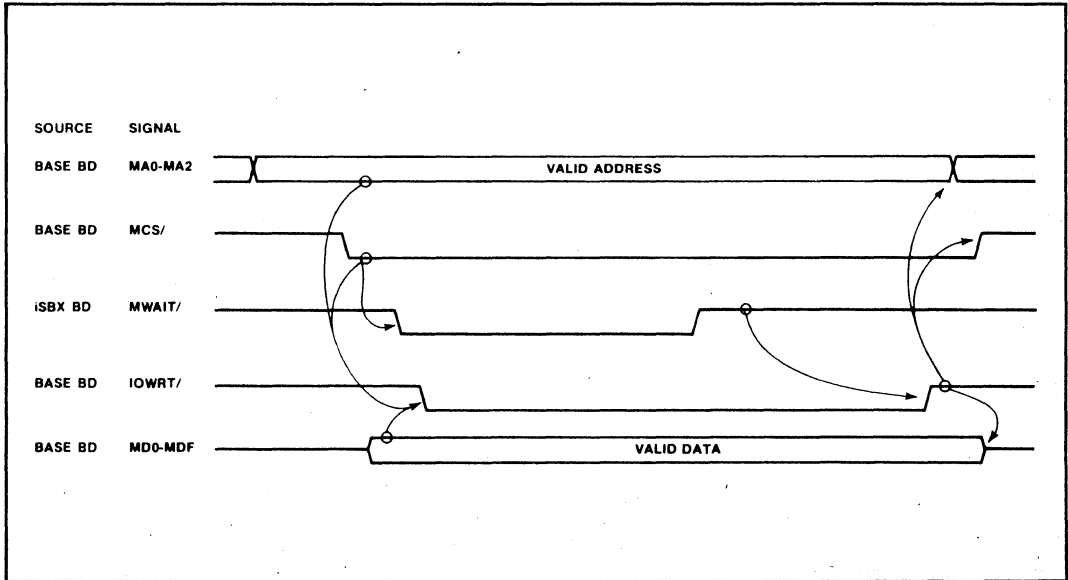 SOURCE SIGNAL
BASE BD MA0-MA2 VALID ADDRESS
BASE BD MCS/
iSBX BD MWAIT/
BASE BD IOWRT/
BASE BD MD0-MDF VALID DATA